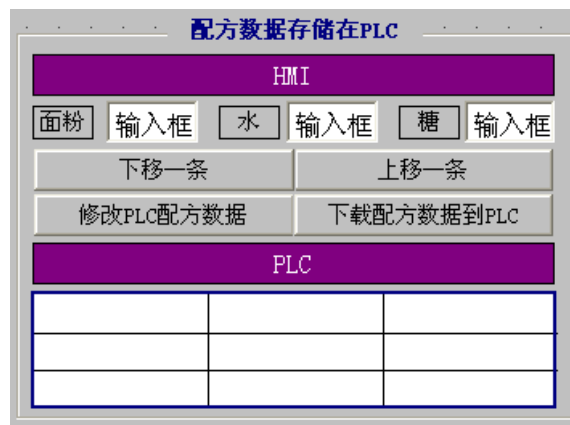 配方数据存储在PLC
HMI
面粉 输入框 水 输入框 糖 输入框
下移一条 上移一条
修改PLC配方数据 下载配方数据到PLC
PLC